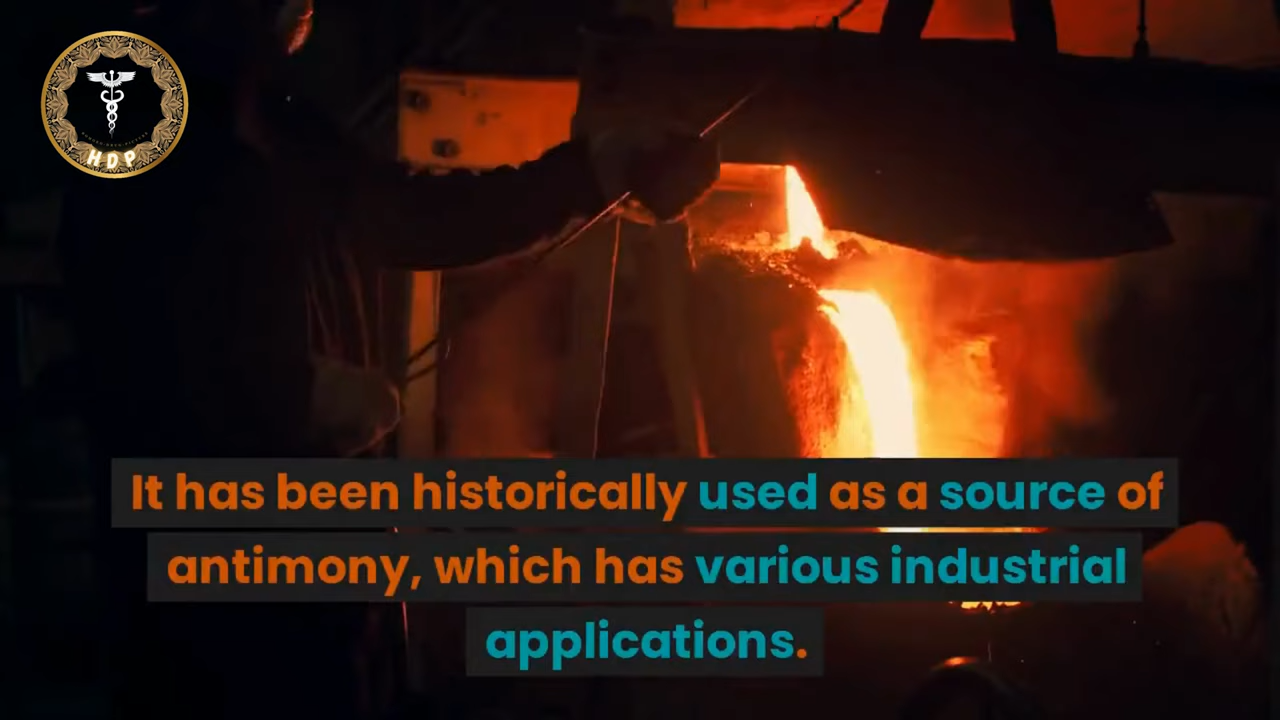 HDP
It has been historically used as a source of
antimony, which has various industrial
applications.